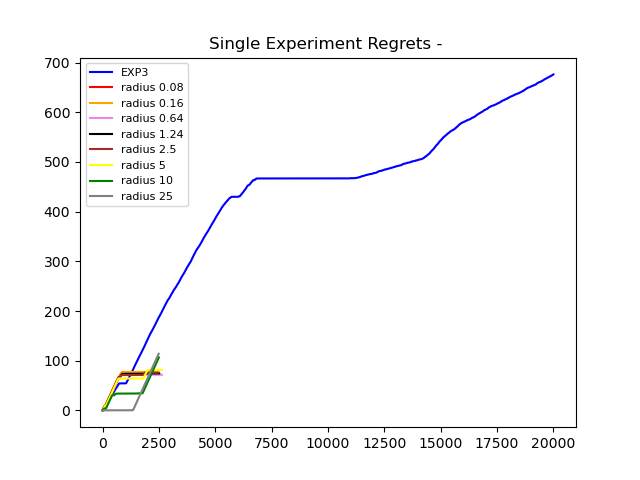 Single Experiment Regrets -
700
600
500
400
300
200
100
0
EXP3
radius 0.08
radius 0.16
radius 0.64
radius 1.24
radius 2.5
radius 5
radius 10
radius 25
0 2500 5000 7500 10000 12500 15000 17500 20000